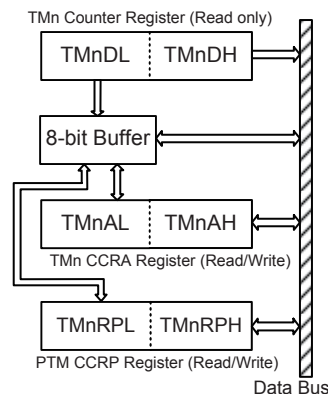 TMn Counter Register (Read only)
TMnDL TMnDH
8-bit Buffer
TMnAL TMnAH
TMn CCRA Register (Read/Write)
TMnRPL TMnRPH
PTM CCRP Register (Read/Write)
Data Bus